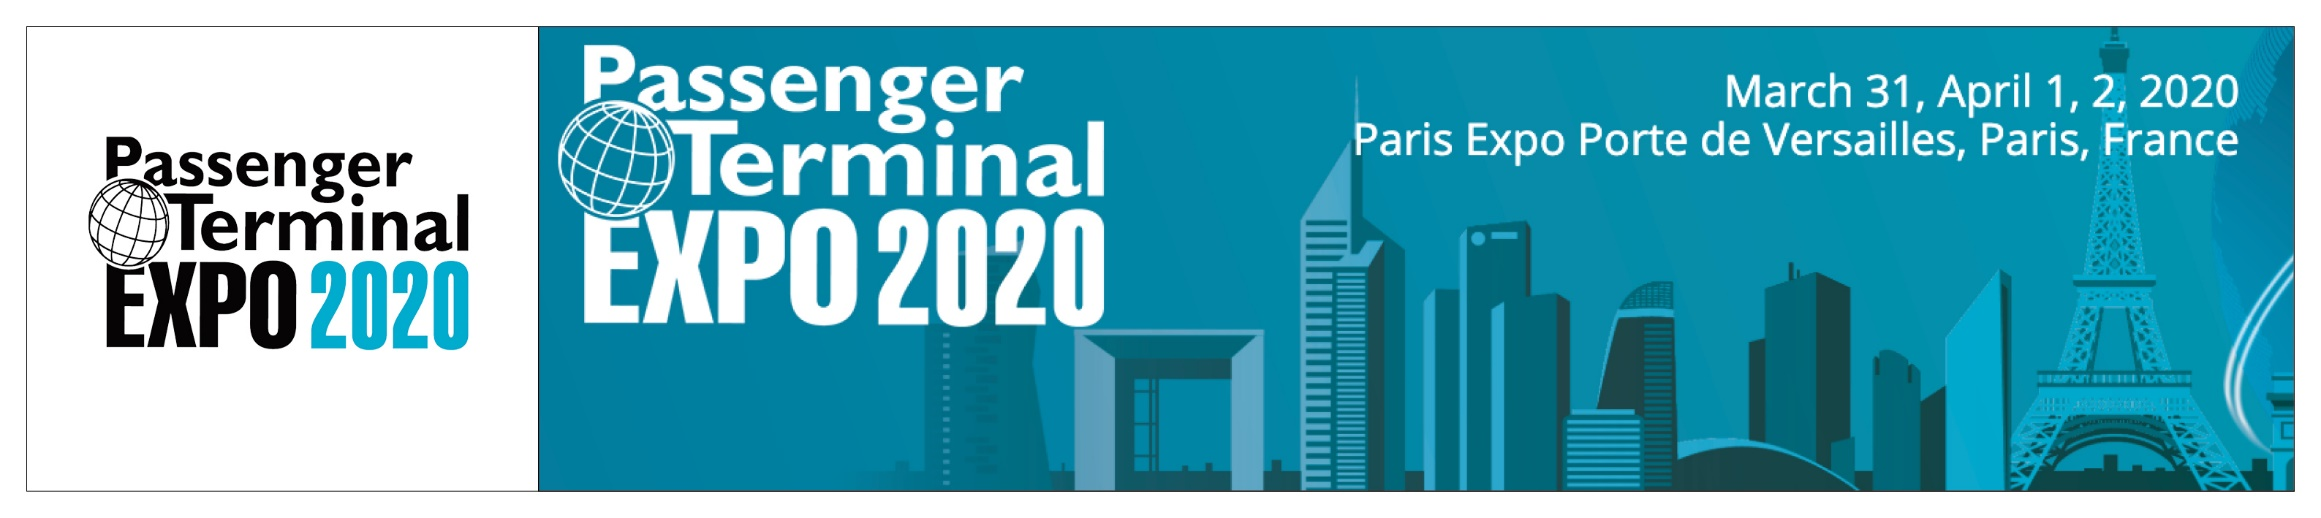 Passenger
Terminal
EXPO 2020
Passenger
Terminal
EXPO 2020
March 31, April 1, 2, 2020
Paris Expo Porte de Versailles, Paris, France